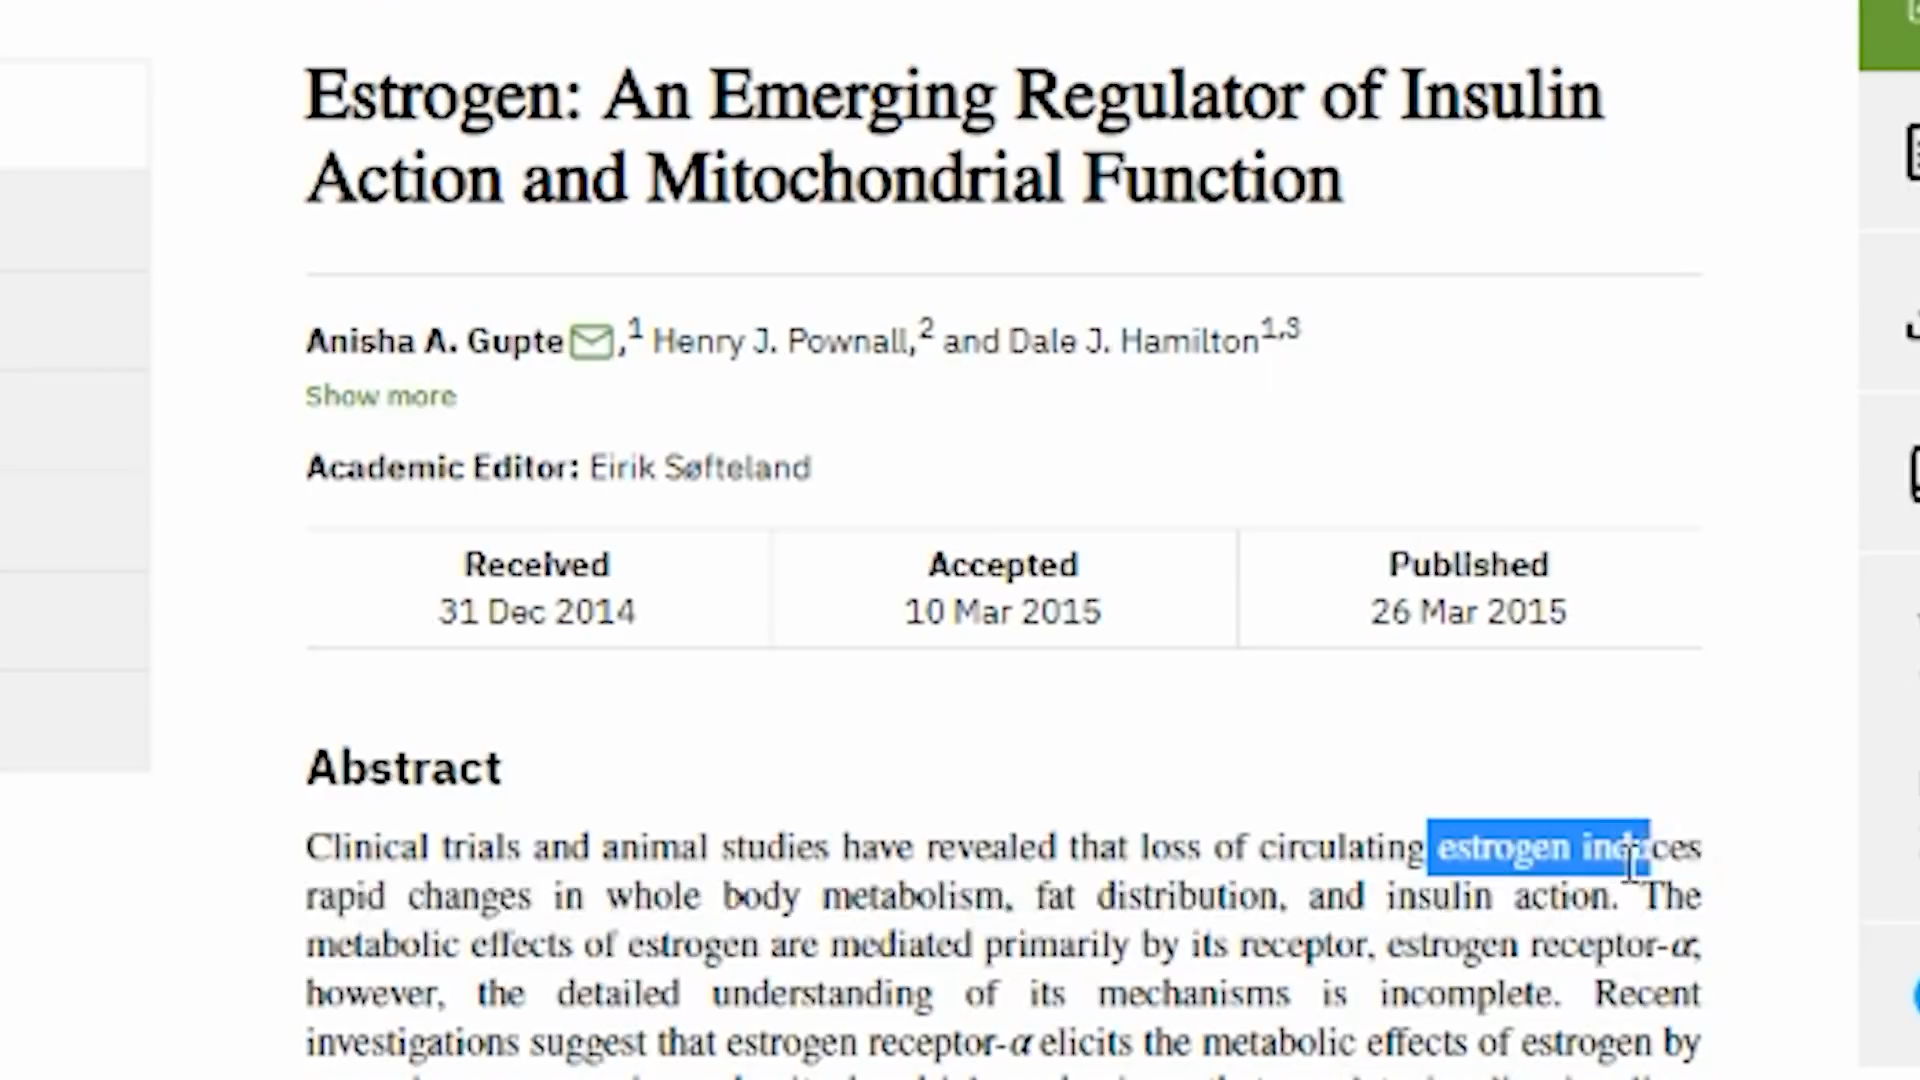 Estrogen: An Emerging Regulator of Insulin
Action and Mitochondrial Function
Anisha A. Gupte ,1 Henry J. Pownall,2 and Dale J. Hamilton1,3
Show more
Academic Editor: Eirik Søfteland
Received
31 Dec 2014
Accepted
10 Mar 2015
Published
26 Mar 2015
Abstract
Clinical trials and animal studies have revealed that loss of circulating estrogen induces
rapid changes in whole body metabolism, fat distribution, and insulin action. The
metabolic effects of estrogen are mediated primarily by its receptor, estrogen receptor-α,
however, the detailed understanding of its mechanisms is incomplete. Recent
investigations suggest that estrogen receptor-α elicits the metabolic effects of estrogen by